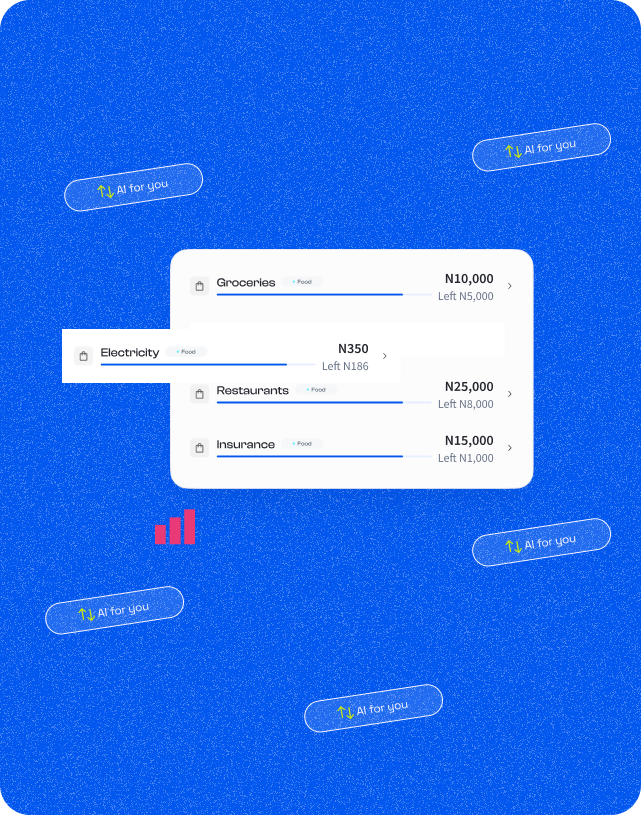 AI for you
AI for you
Groceries
Food
N10,000
Left N5,000
Electricity
Food
N350
Left N186
Restaurants
Food
N25,000
Left N8,000
Insurance
Food
N15,000
Left N1,000
AI for you
AI for you
AI for you